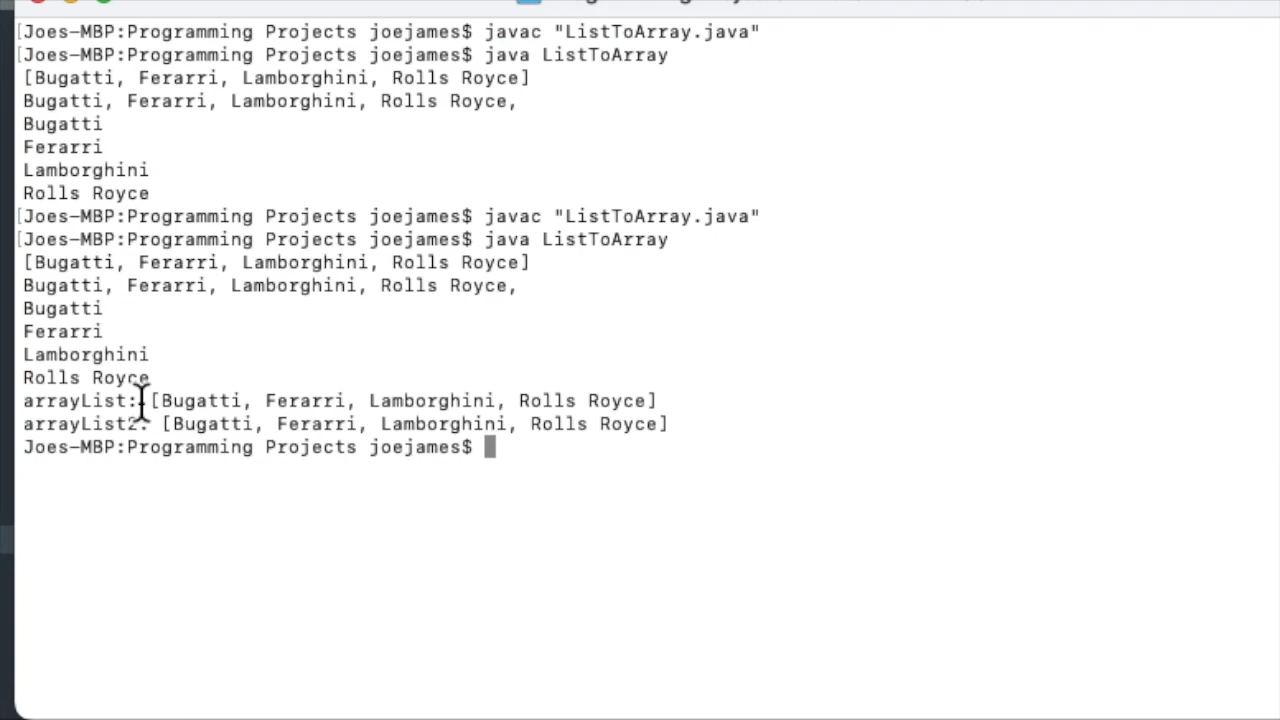 [Joes-MBP:Programming Projects joejames$ javac "ListToArray.java"
[Joes-MBP:Programming Projects joejames$ java ListToArray
[Bugatti, Ferarri, Lamborghini, Rolls Royce]
Bugatti, Ferarri, Lamborghini, Rolls Royce,
Bugatti
Ferarri
Lamborghini
Rolls Royce
[Joes-MBP:Programming Projects joejames$ javac "ListToArray.java"
[Joes-MBP:Programming Projects joejames$ java ListToArray
[Bugatti, Ferarri, Lamborghini, Rolls Royce]
Bugatti, Ferarri, Lamborghini, Rolls Royce,
Bugatti
Ferarri
Lamborghini
Rolls Royce
arrayList: [Bugatti, Ferarri, Lamborghini, Rolls Royce]
arrayList2: [Bugatti, Ferarri, Lamborghini, Rolls Royce]
Joes-MBP:Programming Projects joejames$